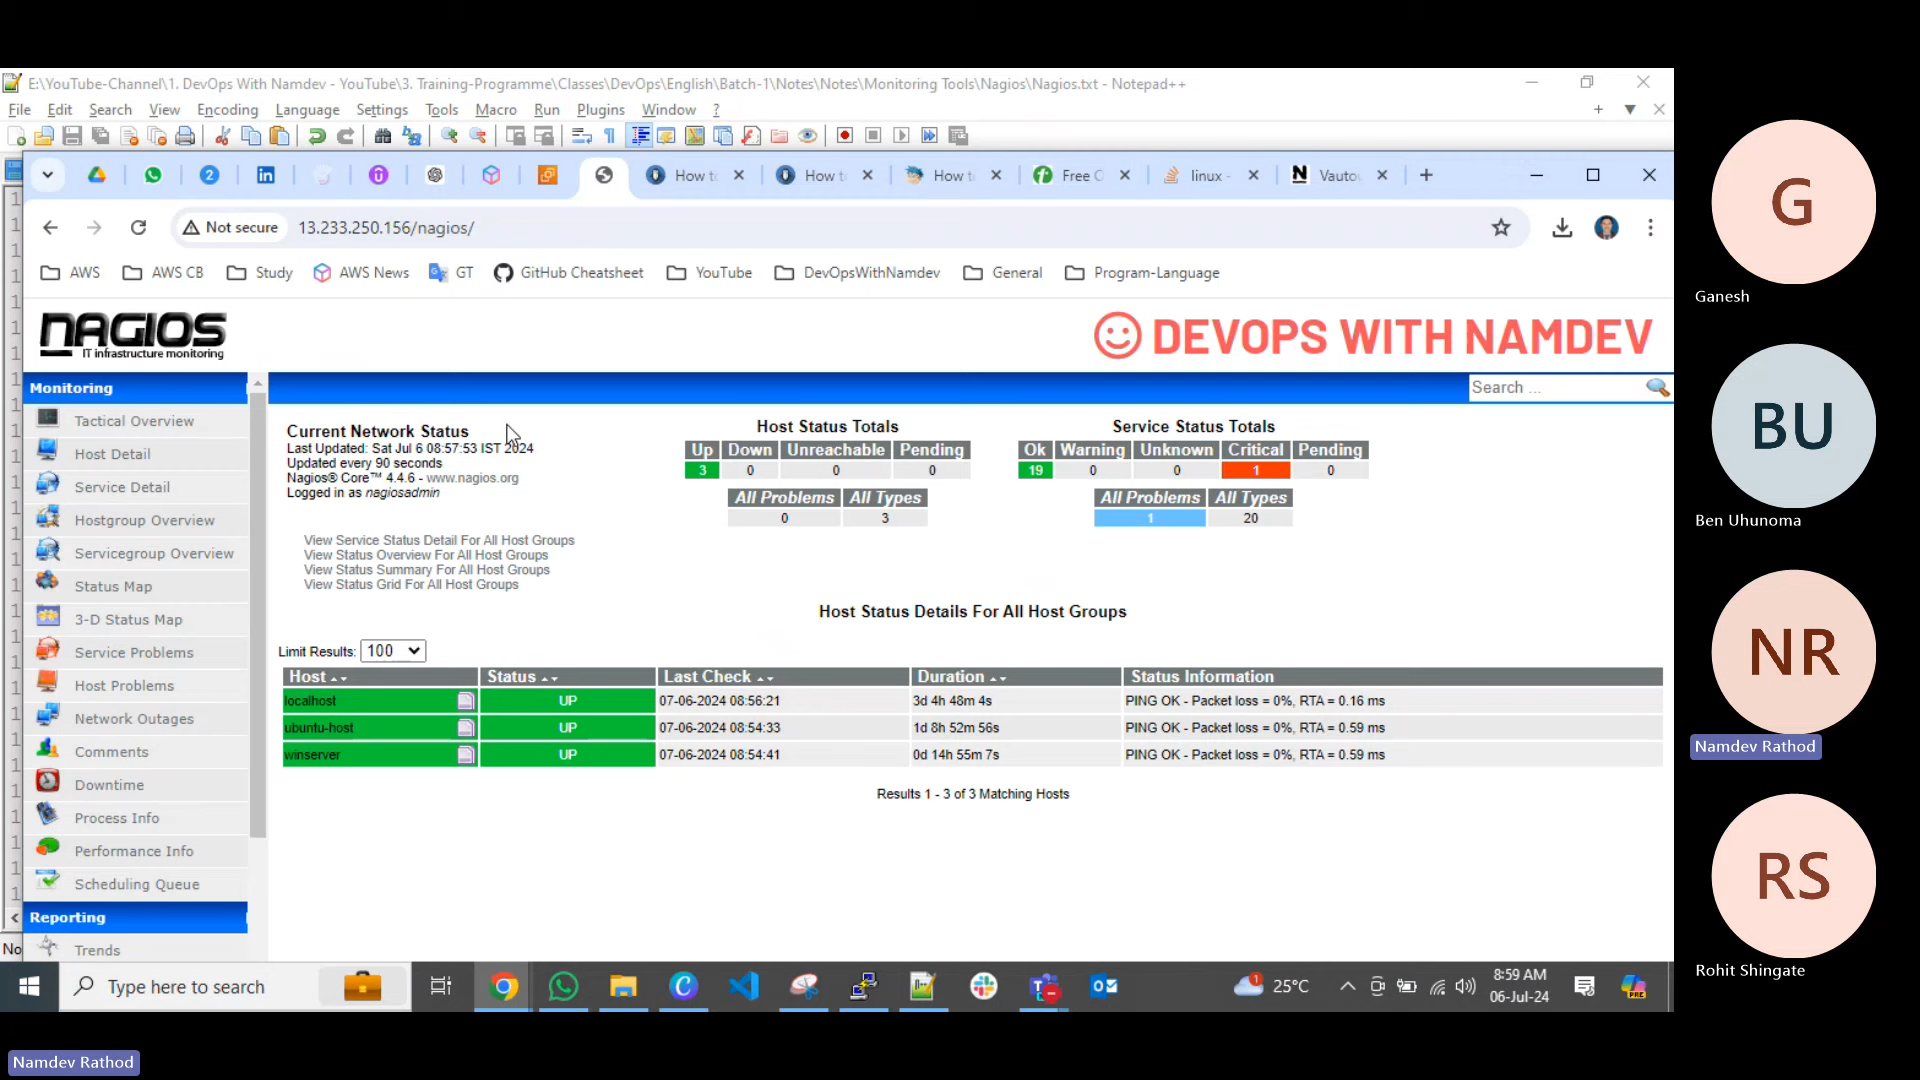 E:\YouTube-Channel\1. DevOps With Namdev - YouTube\3. Training-Programme\Classes\DevOps\English\Batch-1\Notes\Notes\Monitoring Tools\Nagios\Nagios.txt - Notepad++
File Edit Search View Encoding Language Settings Tools Macro Run Plugins Window ?
2 How to How to How to Free C linux - Vauto
Not secure 13.233.250.156/nagios/
AWS AWS CB Study AWS News GT GitHub Cheatsheet YouTube DevOpsWithNamdev General Program-Language
NAGIOS
IT infrastructure monitoring
DEVOPS WITH NAMDEV
Search ...
Monitoring
Tactical Overview
Host Detail
Service Detail
Hostgroup Overview
Servicegroup Overview
Status Map
3-D Status Map
Service Problems
Host Problems
Network Outages
Comments
Downtime
Process Info
Performance Info
Scheduling Queue
Reporting
Trends
Current Network Status
Last Updated: Sat Jul 6 08:57:53 IST 2024
Updated every 90 seconds
Nagios® Core™ 4.4.6 - www.nagios.org
Logged in as nagiosadmin
View Service Status Detail For All Host Groups
View Status Overview For All Host Groups
View Status Summary For All Host Groups
View Status Grid For All Host Groups
Host Status Totals
Up Down Unreachable Pending
3 0 0 0
All Problems All Types
0 3
Service Status Totals
Ok Warning Unknown Critical Pending
19 0 0 1 0
All Problems All Types
1 20
Host Status Details For All Host Groups
Limit Results: 100
Host Status Last Check Duration Status Information
localhost UP 07-06-2024 08:56:21 3d 4h 48m 4s PING OK - Packet loss = 0%, RTA = 0.16 ms
ubuntu-host UP 07-06-2024 08:54:33 1d 8h 52m 56s PING OK - Packet loss = 0%, RTA = 0.59 ms
winserver UP 07-06-2024 08:54:41 0d 14h 55m 7s PING OK - Packet loss = 0%, RTA = 0.59 ms
Results 1 - 3 of 3 Matching Hosts
No
Type here to search
1 25°C
8:59 AM
06-Jul-24
PRE
G
Ganesh
BU
Ben Uhunoma
NR
Namdev Rathod
RS
Rohit Shingate
Namdev Rathod